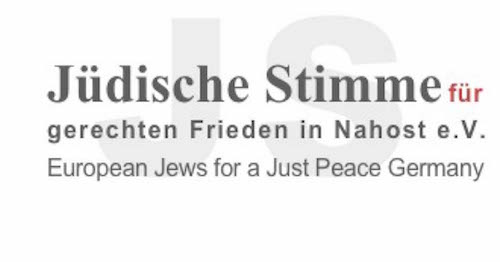 JS
Jüdische Stimme für
gerechten Frieden in Nahost e.V.
European Jews for a Just Peace Germany